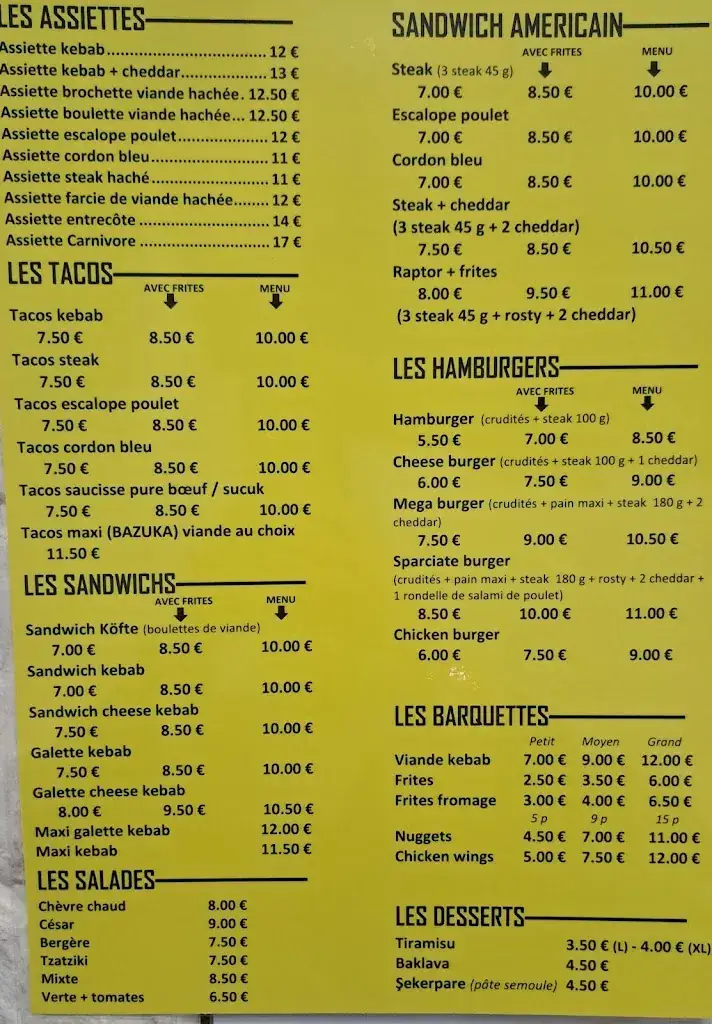 LES ASSIETTES
Assiette kebab.................................... 12 €
Assiette kebab + cheddar................... 13 €
Assiette brochette viande hachée. 12.50 €
Assiette boulette viande hachée... 12.50 €
Assiette escalope poulet.................... 12 €
Assiette cordon bleu.......................... 11 €
Assiette steak haché.......................... 11 €
Assiette farcie de viande hachée........ 12 €
Assiette entrecôte ............................. 14 €
Assiette Carnivore ............................. 17 €
LES TACOS
AVEC FRITES MENU
Tacos kebab
7.50 € 8.50 € 10.00 €
Tacos steak
7.50 € 8.50 € 10.00 €
Tacos escalope poulet
7.50 € 8.50 € 10.00 €
Tacos cordon bleu
7.50 € 8.50 € 10.00 €
Tacos saucisse pure bœuf / sucuk
7.50 € 8.50 € 10.00 €
Tacos maxi (BAZUKA) viande au choix
11.50 €
LES SANDWICHS
AVEC FRITES MENU
Sandwich Köfte (boulettes de viande)
7.00 € 8.50 € 10.00 €
Sandwich kebab
7.00 € 8.50 € 10.00 €
Sandwich cheese kebab
7.50 € 8.50 € 10.00 €
Galette kebab
7.50 € 8.50 € 10.00 €
Galette cheese kebab
8.00 € 9.50 € 10.50 €
Maxi galette kebab 12.00 €
Maxi kebab 11.50 €
LES SALADES
Chèvre chaud 8.00 €
César 9.00 €
Bergère 7.50 €
Tzatziki 7.50 €
Mixte 8.50 €
Verte + tomates 6.50 €
SANDWICH AMERICAIN
AVEC FRITES MENU
Steak (3 steak 45 g)
7.00 € 8.50 € 10.00 €
Escalope poulet
7.00 € 8.50 € 10.00 €
Cordon bleu
7.00 € 8.50 € 10.00 €
Steak + cheddar
(3 steak 45 g + 2 cheddar)
7.50 € 8.50 € 10.50 €
Raptor + frites
8.00 € 9.50 € 11.00 €
(3 steak 45 g + rosty + 2 cheddar)
LES HAMBURGERS
AVEC FRITES MENU
Hamburger (crudités + steak 100 g)
5.50 € 7.00 € 8.50 €
Cheese burger (crudités + steak 100 g + 1 cheddar)
6.00 € 7.50 € 9.00 €
Mega burger (crudités + pain maxi + steak 180 g + 2
cheddar)
7.50 € 9.00 € 10.50 €
Sparciate burger
(crudités + pain maxi + steak 180 g + rosty + 2 cheddar +
1 rondelle de salami de poulet)
8.50 € 10.00 € 11.00 €
Chicken burger
6.00 € 7.50 € 9.00 €
LES BARQUETTES
Petit Moyen Grand
Viande kebab 7.00 € 9.00 € 12.00 €
Frites 2.50 € 3.50 € 6.00 €
Frites fromage 3.00 € 4.00 € 6.50 €
5 p 9 p 15 p
Nuggets 4.50 € 7.00 € 11.00 €
Chicken wings 5.00 € 7.50 € 12.00 €
LES DESSERTS
Tiramisu 3.50 € (L) - 4.00 € (XL)
Baklava 4.50 €
Şekerpare (pâte semoule) 4.50 €